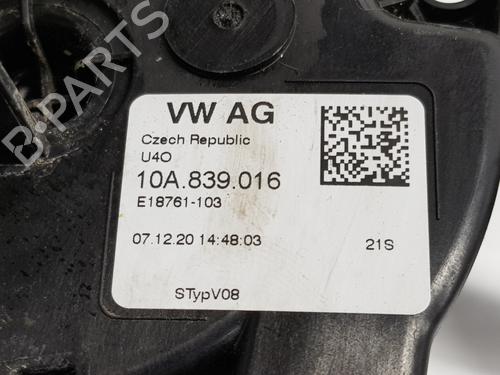 VW AG
Czech Republic
U4O
10A.839.016
E18761-103
07.12.20 14:48:03
21S
STypV08
B-PARTS